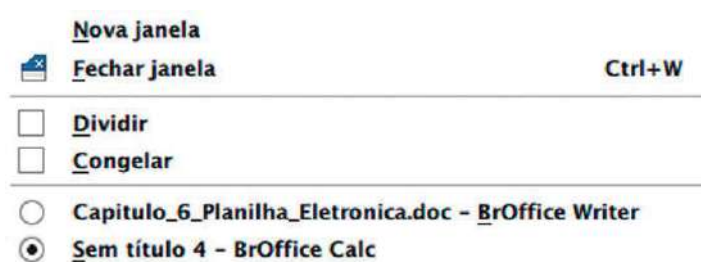 Nova janela
Fechar janela Ctrl+W
Dividir
Congelar
Capitulo_6_Planilha_Eletronica.doc – BrOffice Writer
Sem título 4 – BrOffice Calc